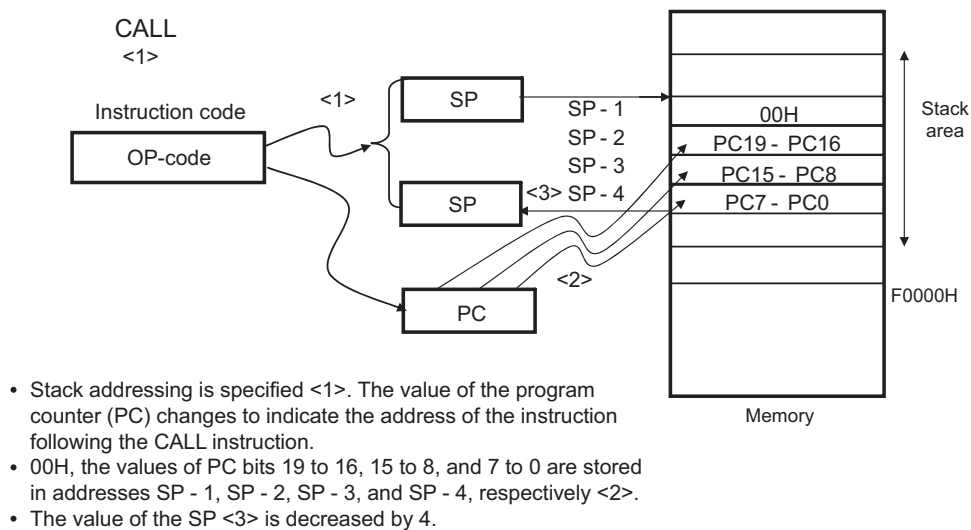 CALL
<1>
Instruction code
OP-code
<1>
SP
SP
<3>
SP - 1
SP - 2
SP - 3
SP - 4
PC
<2>
00H
PC19 - PC16
PC15 - PC8
PC7 - PC0
Stack
area
F0000H
Memory
• Stack addressing is specified <1>. The value of the program
counter (PC) changes to indicate the address of the instruction
following the CALL instruction.
• 00H, the values of PC bits 19 to 16, 15 to 8, and 7 to 0 are stored
in addresses SP - 1, SP - 2, SP - 3, and SP - 4, respectively <2>.
• The value of the SP <3> is decreased by 4.